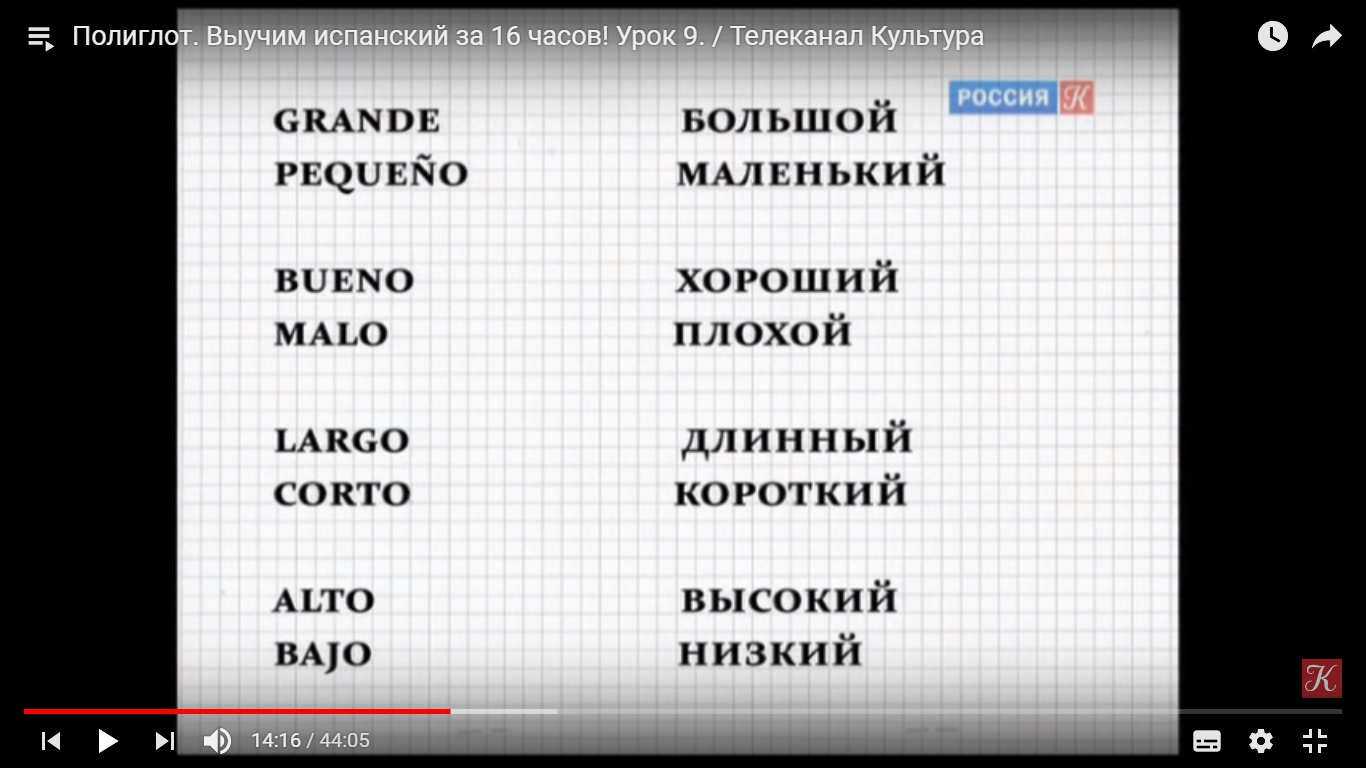 Полиглот. Выучим испанский за 16 часов! Урок 9. / Телеканал Культура
РОССИЯ К
GRANDE БОЛЬШОЙ
PEQUEÑO МАЛЕНЬКИЙ
BUENO ХОРОШИЙ
MALO ПЛОХОЙ
LARGO ДЛИННЫЙ
CORTO КОРОТКИЙ
ALTO ВЫСОКИЙ
BAJO НИЗКИЙ
К
14:16 / 44:05